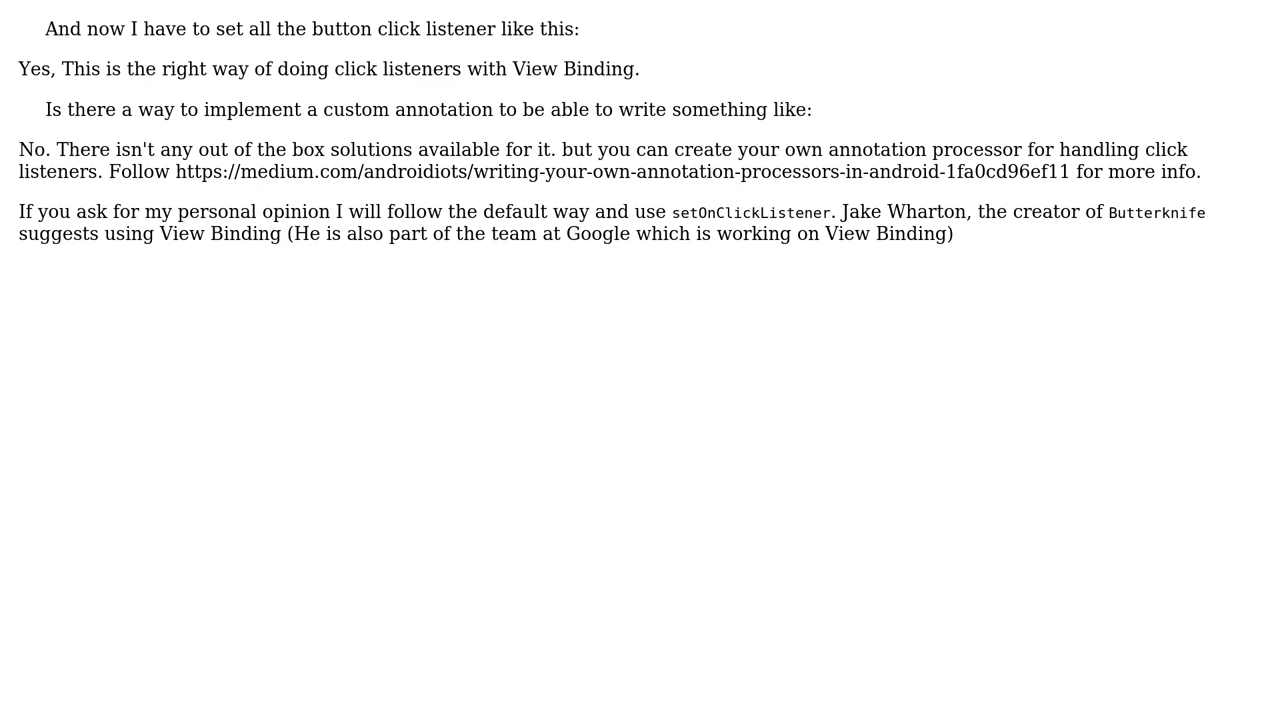 And now I have to set all the button click listener like this:
Yes, This is the right way of doing click listeners with View Binding.
Is there a way to implement a custom annotation to be able to write something like:
No. There isn't any out of the box solutions available for it. but you can create your own annotation processor for handling click
listeners. Follow https://medium.com/androidiots/writing-your-own-annotation-processors-in-android-1fa0cd96ef11 for more info.
If you ask for my personal opinion I will follow the default way and use setOnClickListener. Jake Wharton, the creator of Butterknife
suggests using View Binding (He is also part of the team at Google which is working on View Binding)